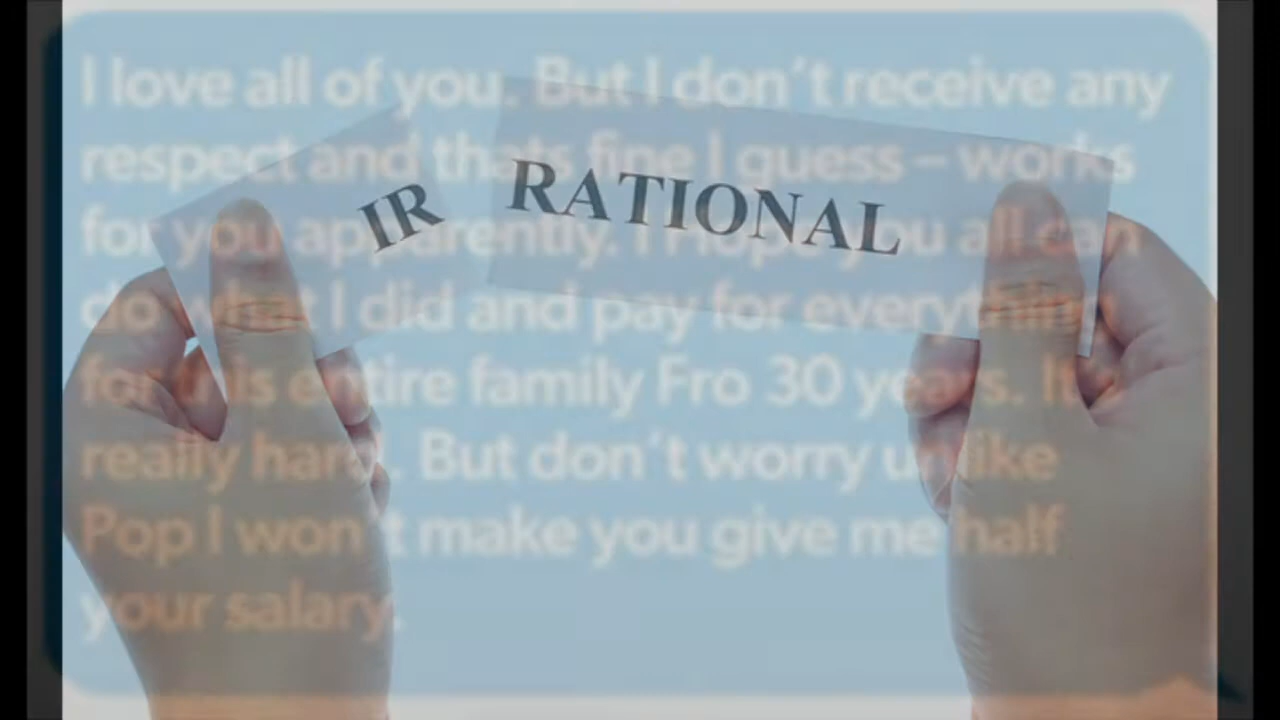 I love all of you. But I don't receive any
respect and thats fine I guess – works
for you apparently. I Hope you all can
do what I did and pay for everything
for this entire family Fro 30 years. It
really hard. But don't worry unlike
Pop I won't make you give me half
your salary.
IR RATIONAL